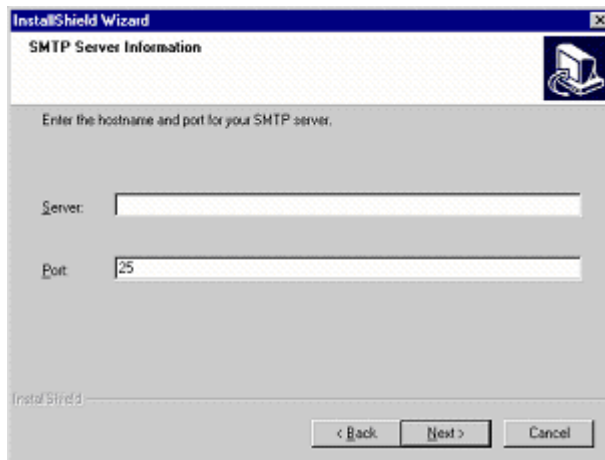 InstallShield Wizard
SMTP Server Information
Enter the hostname and port for your SMTP server.
Server:
Port:
25
InstallShield
< Back
Next >
Cancel